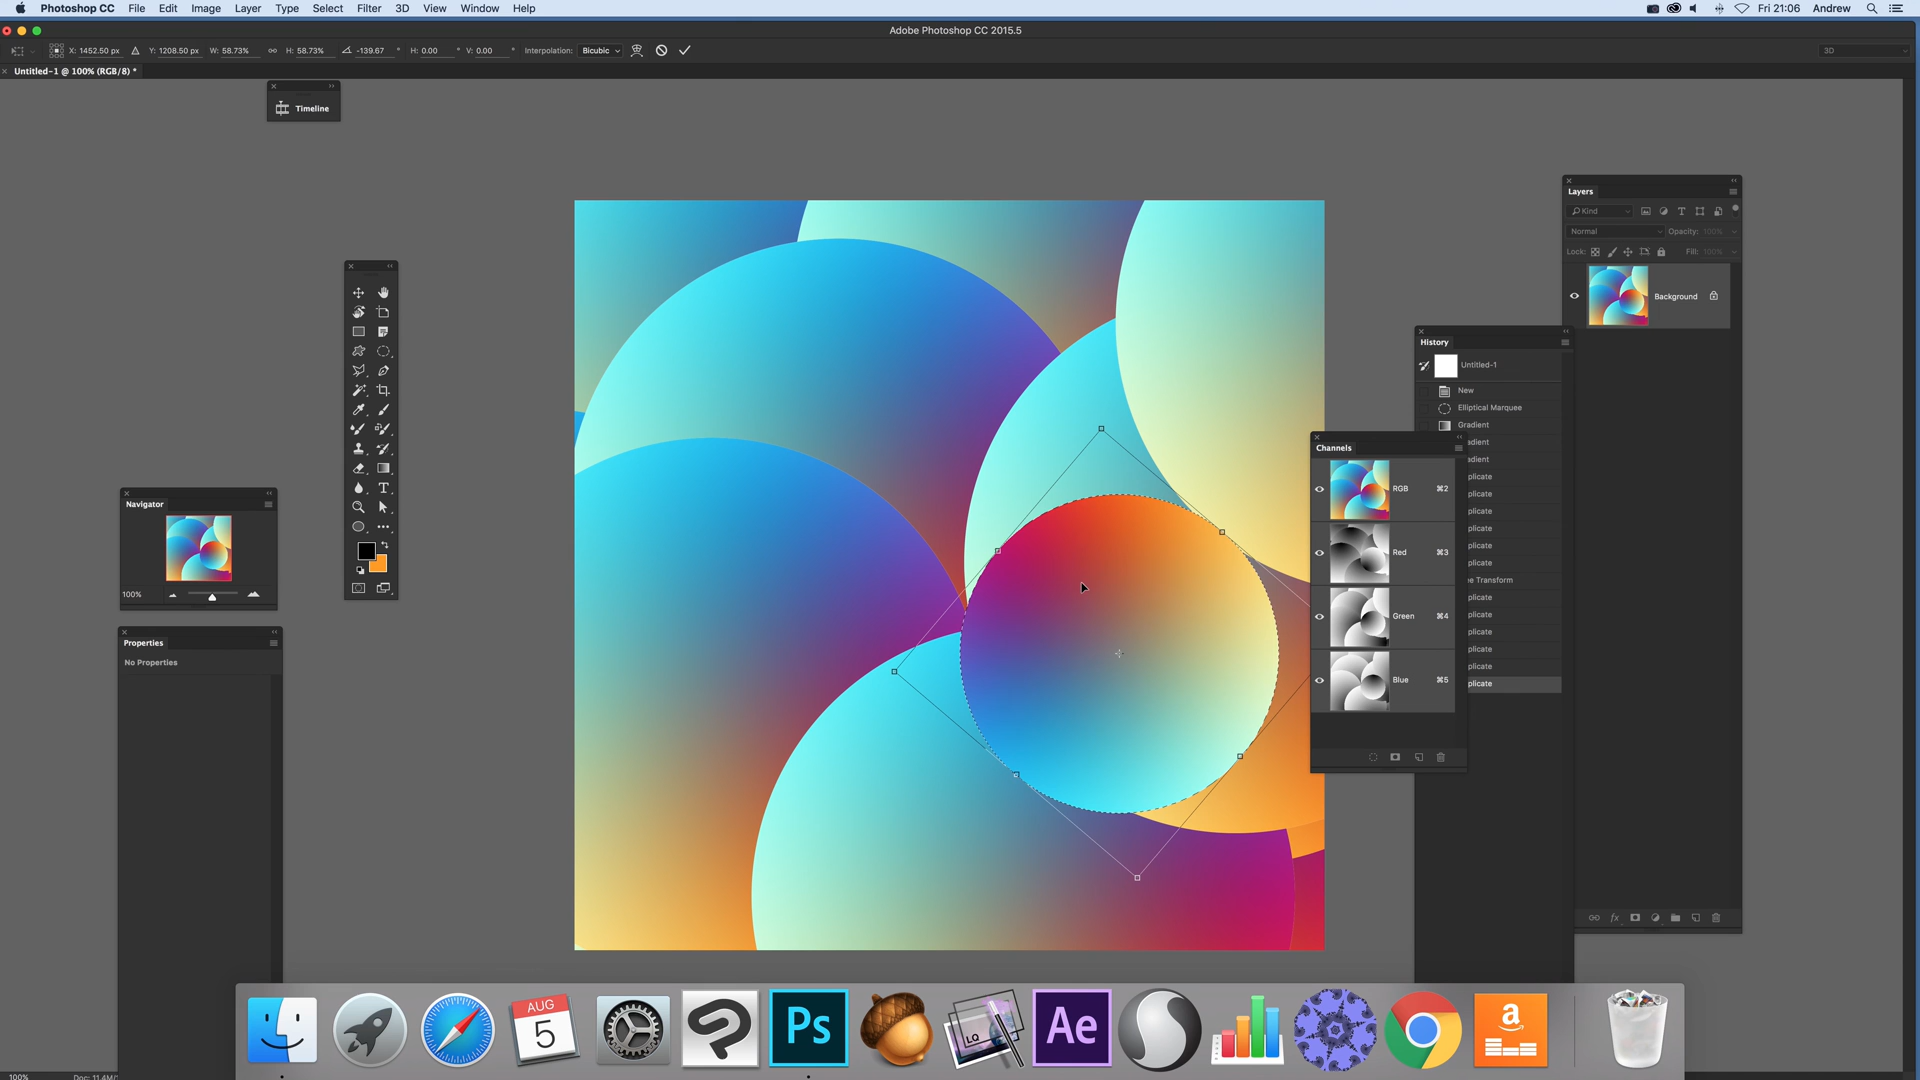 Photoshop CC File Edit Image Layer Type Select Filter 3D View Window Help Fri 21:06 Andrew
Adobe Photoshop CC 2015.5
X: 1452.50 px Y: 1208.50 px W: 58.73% H: 58.73% -139.67 ° H: 0.00 ° V: 0.00 ° Interpolation: Bicubic 3D
Untitled-1 @ 100% (RGB/8) *
Timeline
Layers
Kind
Normal Opacity: 100%
Lock: Fill: 100%
Background
History
Untitled-1
New
Elliptical Marquee
Gradient
adient
adient
plicate
plicate
plicate
plicate
plicate
plicate
ee Transform
plicate
plicate
plicate
plicate
plicate
plicate
Channels
RGB ⌘2
Red ⌘3
Green ⌘4
Blue ⌘5
Navigator
100%
Properties
No Properties
AUG
5
Ps
LQ
Ae
a
100% Doc: 11.4M/